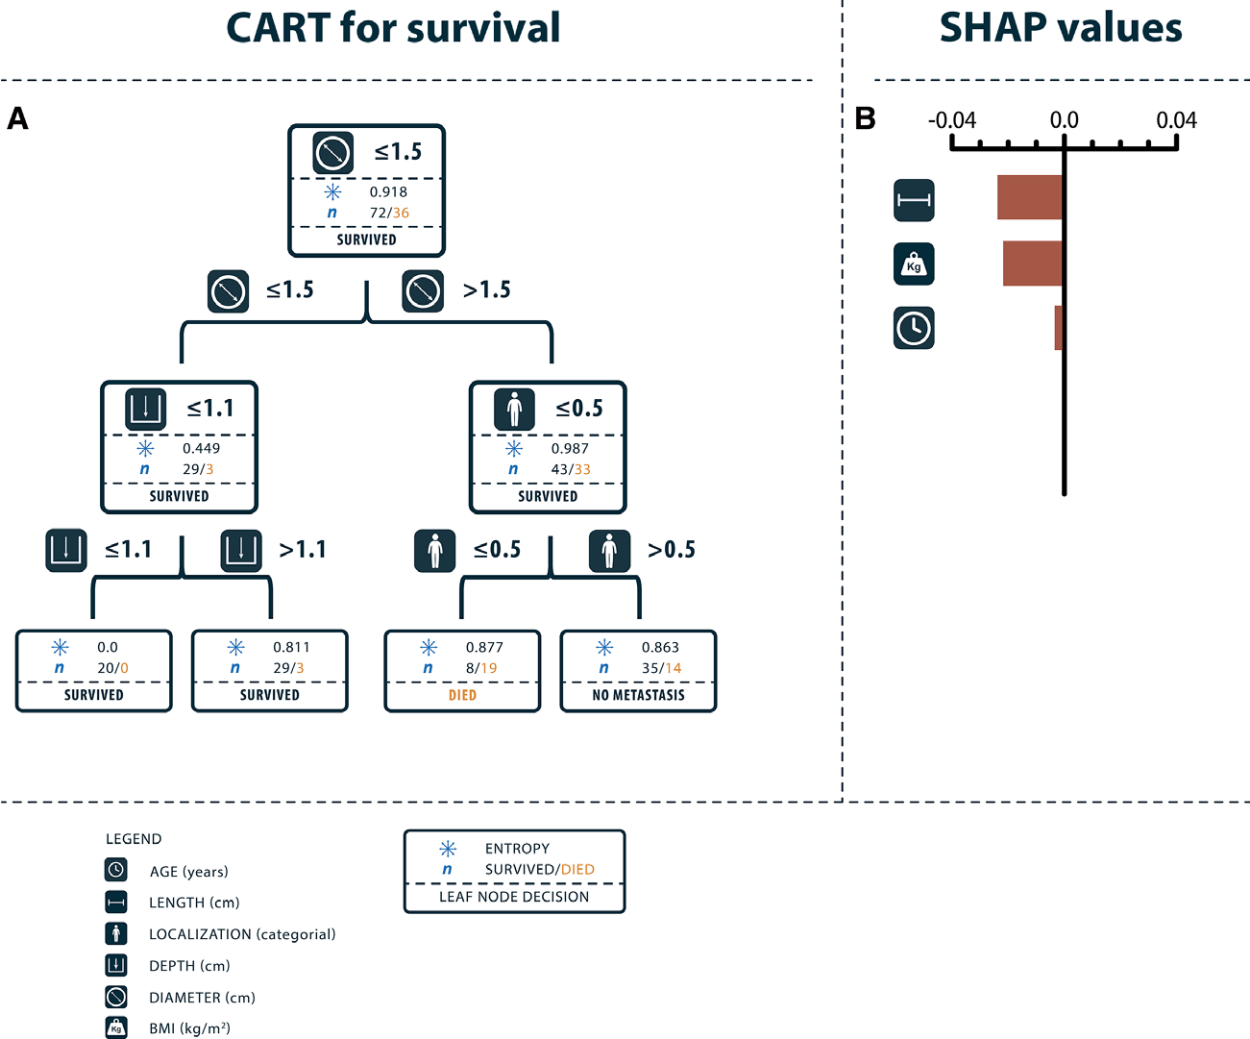 CART for survival
SHAP values
A
≤1.5
0.918
n 72/36
SURVIVED
≤1.5 >1.5
≤1.1
0.449
n 29/3
SURVIVED
≤0.5
0.987
n 43/33
SURVIVED
≤1.1 >1.1
≤0.5 >0.5
0.0
n 20/0
SURVIVED
0.811
n 29/3
SURVIVED
0.877
n 8/19
DIED
0.863
n 35/14
NO METASTASIS
B
-0.04 0.0 0.04
Kg
LEGEND
AGE (years)
LENGTH (cm)
LOCALIZATION (categorial)
DEPTH (cm)
DIAMETER (cm)
Kg BMI (kg/m²)
ENTROPY
n SURVIVED/DIED
LEAF NODE DECISION